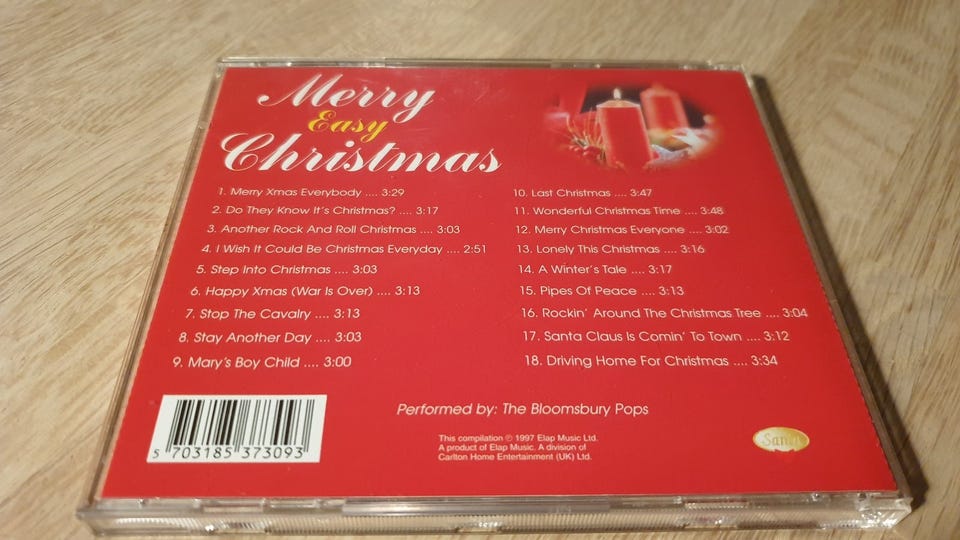 Merry
Easy
Christmas
1. Merry Xmas Everybody .... 3:29
2. Do They Know It's Christmas? .... 3:17
3. Another Rock And Roll Christmas .... 3:03
4. I Wish It Could Be Christmas Everyday .... 2:51
5. Step Into Christmas .... 3:03
6. Happy Xmas (War Is Over) .... 3:13
7. Stop The Cavalry .... 3:13
8. Stay Another Day .... 3:03
9. Mary's Boy Child .... 3:00
10. Last Christmas .... 3:47
11. Wonderful Christmas Time .... 3:48
12. Merry Christmas Everyone .... 3:02
13. Lonely This Christmas .... 3:16
14. A Winter's Tale .... 3:17
15. Pipes Of Peace .... 3:13
16. Rockin' Around The Christmas Tree .... 3:04
17. Santa Claus Is Comin' To Town .... 3:12
18. Driving Home For Christmas .... 3:34
Performed by: The Bloomsbury Pops
This compilation ℗ 1997 Elap Music Ltd.
A product of Elap Music. A division of
Carlton Home Entertainment (UK) Ltd.
5 703185 373093